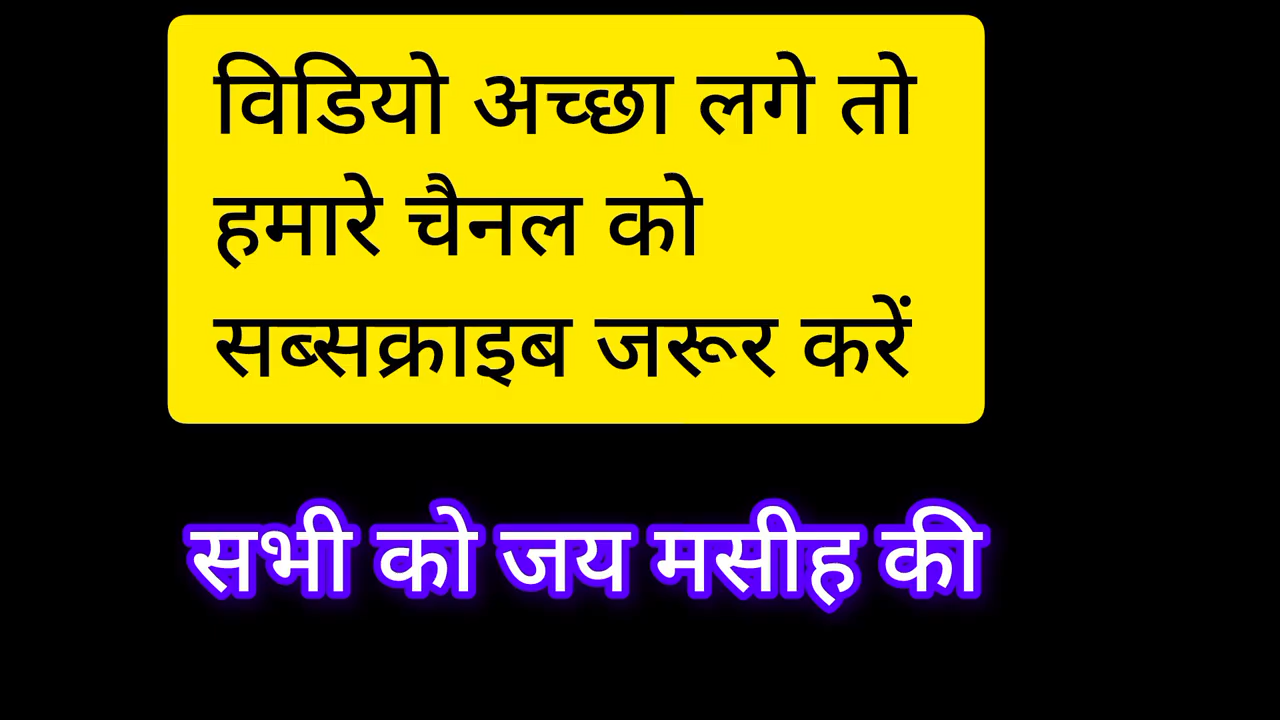 विडियो अच्छा लगे तो
हमारे चैनल को
सब्सक्राइब जरूर करें
सभी को जय मसीह की